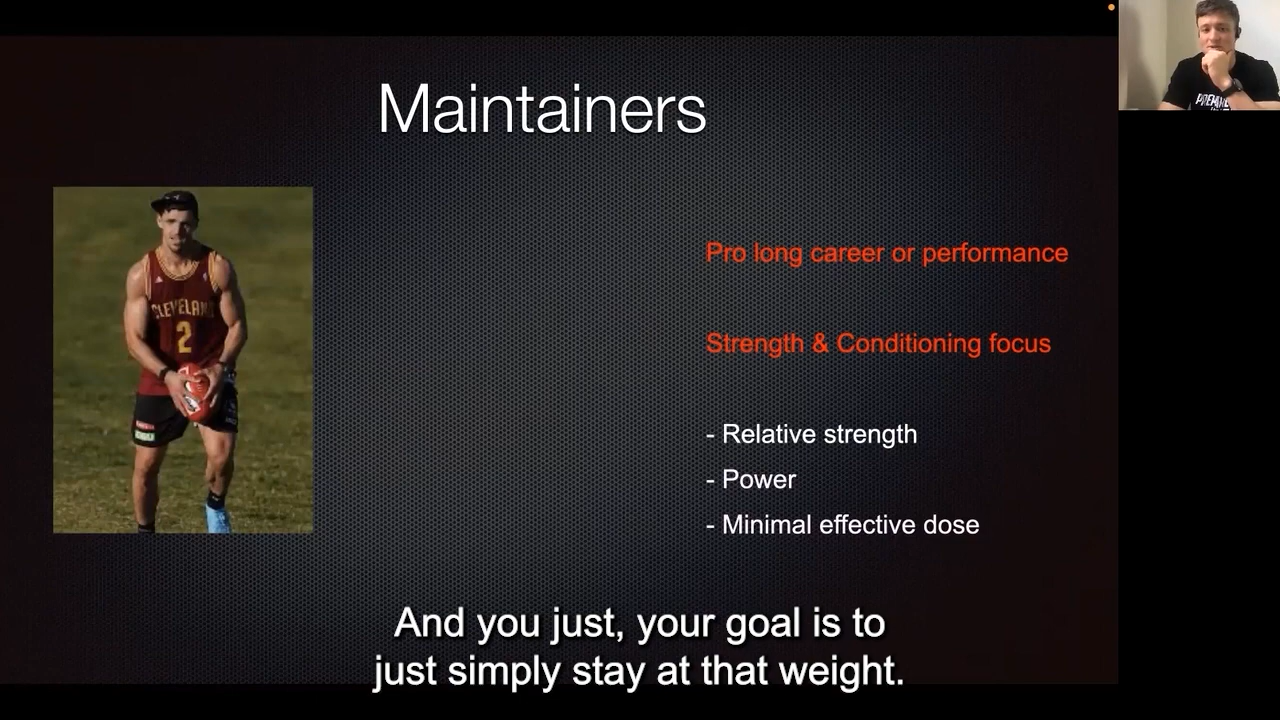 Maintainers
CLEVELAND
2
Pro long career or performance
Strength & Conditioning focus
- Relative strength
- Power
- Minimal effective dose
And you just, your goal is to
just simply stay at that weight.